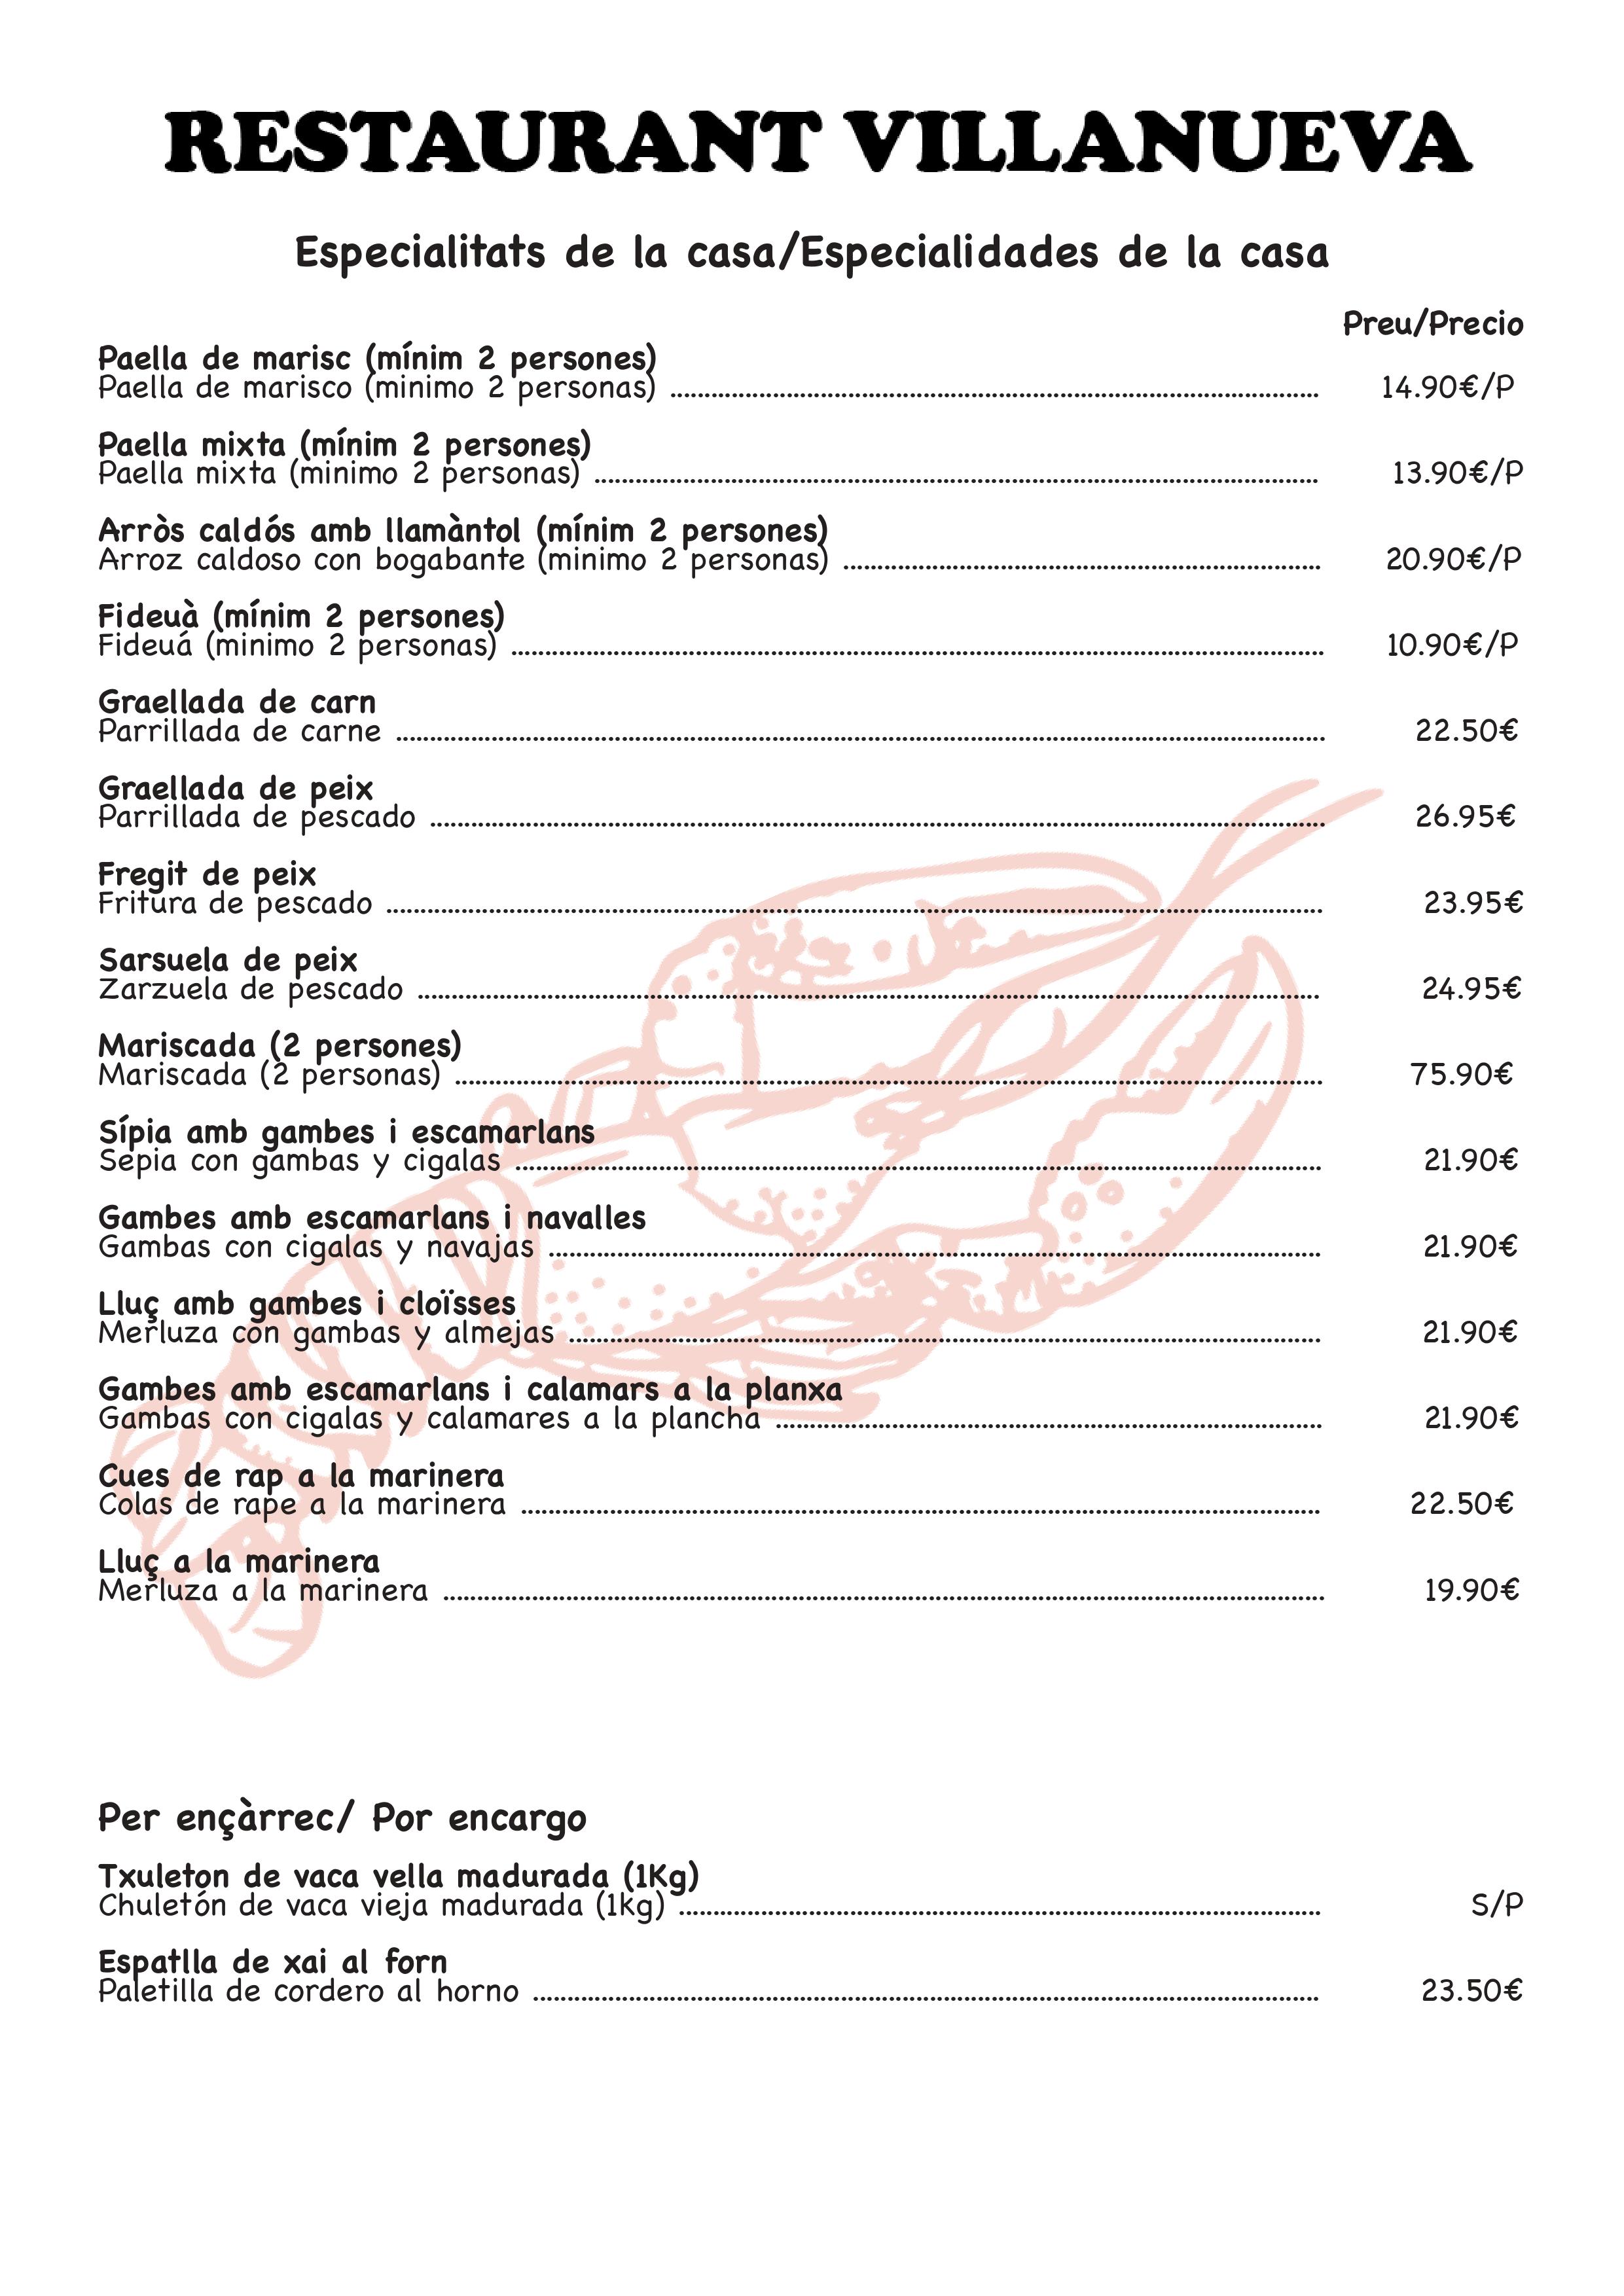 RESTAURANT VILLANUEVA
Especialitats de la casa/Especialidades de la casa
Preu/Precio
Paella de marisc (mínim 2 persones)
Paella de marisco (minimo 2 personas) 14.90€/P
Paella mixta (mínim 2 persones)
Paella mixta (minimo 2 personas) 13.90€/P
Arròs caldós amb llamàntol (mínim 2 persones)
Arroz caldoso con bogabante (minimo 2 personas) 20.90€/P
Fideuà (mínim 2 persones)
Fideuá (minimo 2 personas) 10.90€/P
Graellada de carn
Parrillada de carne 22.50€
Graellada de peix
Parrillada de pescado 26.95€
Fregit de peix
Fritura de pescado 23.95€
Sarsuela de peix
Zarzuela de pescado 24.95€
Mariscada (2 persones)
Mariscada (2 personas) 75.90€
Sípia amb gambes i escamarlans
Sepia con gambas y cigalas 21.90€
Gambes amb escamarlans i navalles
Gambas con cigalas y navajas 21.90€
Lluç amb gambes i cloïsses
Merluza con gambas y almejas 21.90€
Gambes amb escamarlans i calamars a la planxa
Gambas con cigalas y calamares a la plancha 21.90€
Cues de rap a la marinera
Colas de rape a la marinera 22.50€
Lluç a la marinera
Merluza a la marinera 19.90€
Per ençàrrec/ Por encargo
Txuleton de vaca vella madurada (1Kg)
Chuletón de vaca vieja madurada (1kg) S/P
Espatlla de xai al forn
Paletilla de cordero al horno 23.50€